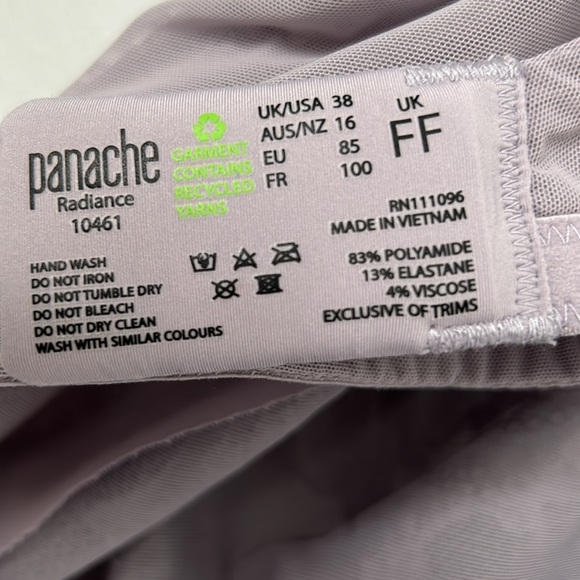 panache
Radiance
10461
GARMENT
CONTAINS
RECYCLED
YARNS
UK/USA 38
AUS/NZ 16
EU 85
FR 100
UK
FF
RN111096
MADE IN VIETNAM
HAND WASH
DO NOT IRON
DO NOT TUMBLE DRY
DO NOT BLEACH
DO NOT DRY CLEAN
WASH WITH SIMILAR COLOURS
83% POLYAMIDE
13% ELASTANE
4% VISCOSE
EXCLUSIVE OF TRIMS